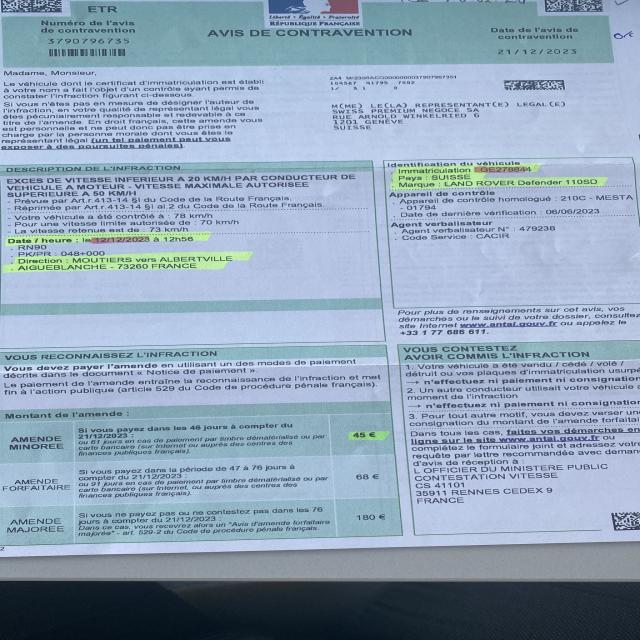 ETR
Numéro de l'avis
de contravention
3790796735
Liberté • Égalité • Fraternité
RÉPUBLIQUE FRANÇAISE
AVIS DE CONTRAVENTION
Date de l'avis de
contravention
21/12/2023
Madame, Monsieur,
Le véhicule dont le certificat d'immatriculation est établi
à votre nom a fait l'objet d'un contrôle ayant permis de
constater l'infraction figurant ci-dessous.
Si vous n'êtes pas en mesure de désigner l'auteur de
l'infraction, en votre qualité de représentant légal vous
êtes pécuniairement responsable et redevable à ce
titre de l'amende. En droit français, cette amende vous
est personnelle et ne peut donc pas être prise en
charge par la personne morale dont vous êtes le
représentant légal (un tel paiement peut vous
exposer à des poursuites pénales).
M(ME) LE(LA) REPRESENTANT(E) LEGAL(E)
SWISS PREMIUM NEGOCE SA
RUE ARNOLD WINKELRIED 6
1201 GENÈVE
SUISSE
DESCRIPTION DE L'INFRACTION
EXCES DE VITESSE INFERIEUR A 20 KM/H PAR CONDUCTEUR DE
VEHICULE A MOTEUR - VITESSE MAXIMALE AUTORISEE
SUPERIEURE A 50 KM/H
- Prévue par Art.r.413-14 §i du Code de la Route Français.
- Réprimée par Art.r.413-14 §i al.2 du Code de la Route Français.
- Votre véhicule a été contrôlé à : 78 km/h
- Pour une vitesse limite autorisée de : 70 km/h
- La vitesse retenue est de : 73 km/h
Date / heure : le 12/12/2023 à 12h56
- RN90
- PK/PR : 048+000
- Direction : MOUTIERS vers ALBERTVILLE
- AIGUEBLANCHE - 73260 FRANCE
Identification du véhicule
- Immatriculation : GE278844
- Pays : SUISSE
- Marque : LAND ROVER Defender 110SD
Appareil de contrôle
- Appareil de contrôle homologué : 210C - MESTA
- 01794
- Date de dernière vérification : 06/06/2023
Agent verbalisateur
- Agent verbalisateur N° : 479238
- Code Service : CACIR
Pour plus de renseignements sur cet avis, vos
démarches ou le suivi de votre dossier, consultez
site Internet www.antai.gouv.fr ou appelez le
+33 1 77 686 611.
VOUS RECONNAISSEZ L'INFRACTION
Vous devez payer l'amende en utilisant un des modes de paiement
décrits dans le document « Notice de paiement ».
Le paiement de l'amende entraîne la reconnaissance de l'infraction et met
fin à l'action publique (article 529 du Code de procédure pénale français).
Montant de l'amende :
AMENDE
MINORÉE
Si vous payez dans les 46 jours à compter du
21/12/2023 :
ou 61 jours en cas de paiement par timbre dématérialisé ou par
carte bancaire (sur internet, ou auprès des centres des
finances publiques français).
45 €
AMENDE
FORFAITAIRE
Si vous payez dans la période de 47 à 76 jours à
compter du 21/12/2023 :
ou 91 jours en cas de paiement par timbre dématérialisé ou par
carte bancaire (sur Internet, ou auprès des centres des
finances publiques français).
68 €
AMENDE
MAJORÉE
Si vous ne payez pas ou ne contestez pas dans les 76
jours à compter du 21/12/2023 :
Dans ce cas, vous recevrez alors un "Avis d'amende forfaitaire
majorée" - art. 529-2 du Code de procédure pénale français.
180 €
VOUS CONTESTEZ
AVOIR COMMIS L'INFRACTION
1. Votre véhicule a été vendu / cédé / volé /
détruit ou vos plaques d'immatriculation usurpé
→ n'effectuez ni paiement ni consignation
2. Un autre conducteur utilisait votre véhicule a
moment de l'infraction
→ n'effectuez ni paiement ni consignation
3. Pour tout autre motif, vous devez verser une
consignation du montant de l'amende forfaitai
Dans tous les cas, faites vos démarches en
ligne sur le site www.antai.gouv.fr ou
complétez le formulaire joint et adressez votre
requête par lettre recommandée avec deman
d'avis de réception à :
L OFFICIER DU MINISTERE PUBLIC
CONTESTATION VITESSE
CS 41101
35911 RENNES CEDEX 9
FRANCE